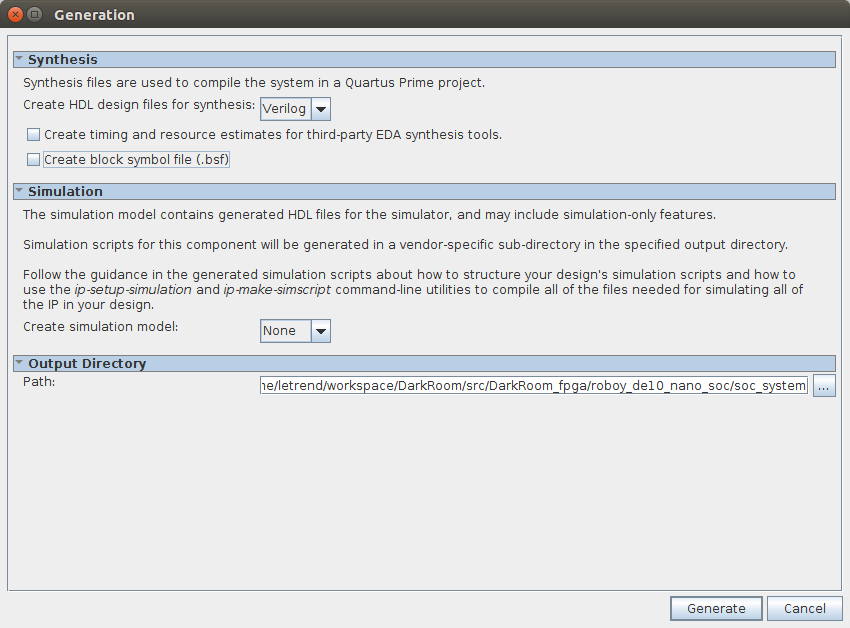 Generation
Synthesis
Synthesis files are used to compile the system in a Quartus Prime project.
Create HDL design files for synthesis: Verilog
Create timing and resource estimates for third-party EDA synthesis tools.
Create block symbol file (.bsf)
Simulation
The simulation model contains generated HDL files for the simulator, and may include simulation-only features.
Simulation scripts for this component will be generated in a vendor-specific sub-directory in the specified output directory.
Follow the guidance in the generated simulation scripts about how to structure your design's simulation scripts and how to
use the ip-setup-simulation and ip-make-simscript command-line utilities to compile all of the files needed for simulating all of
the IP in your design.
Create simulation model: None
Output Directory
Path: ne/letrend/workspace/DarkRoom/src/DarkRoom_fpga/roboy_de10_nano_soc/soc_system ...
Generate Cancel